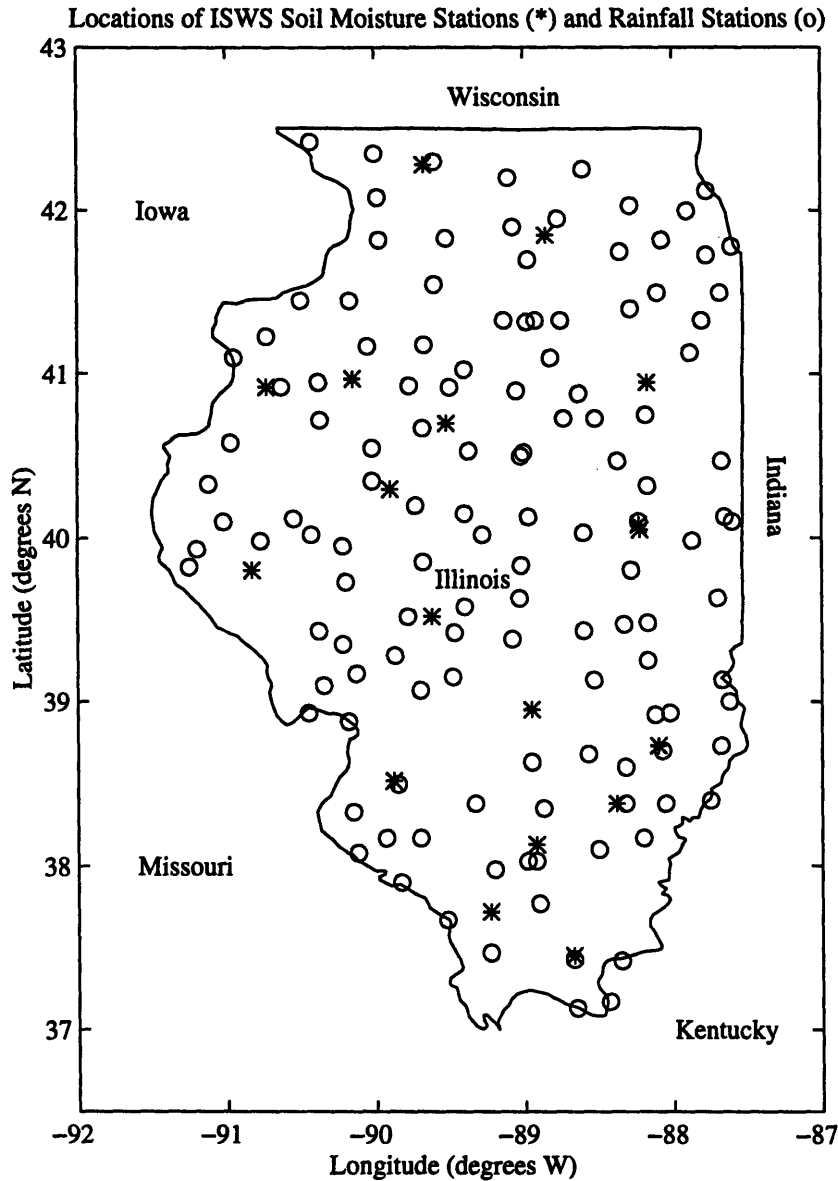 Locations of ISWS Soil Moisture Stations (*) and Rainfall Stations (o)
43
Wisconsin
42
Iowa
41
Latitude (degrees N)
Indiana
40
Illinois
39
38
Missouri
37
Kentucky
−92 −91 −90 −89 −88 −87
Longitude (degrees W)